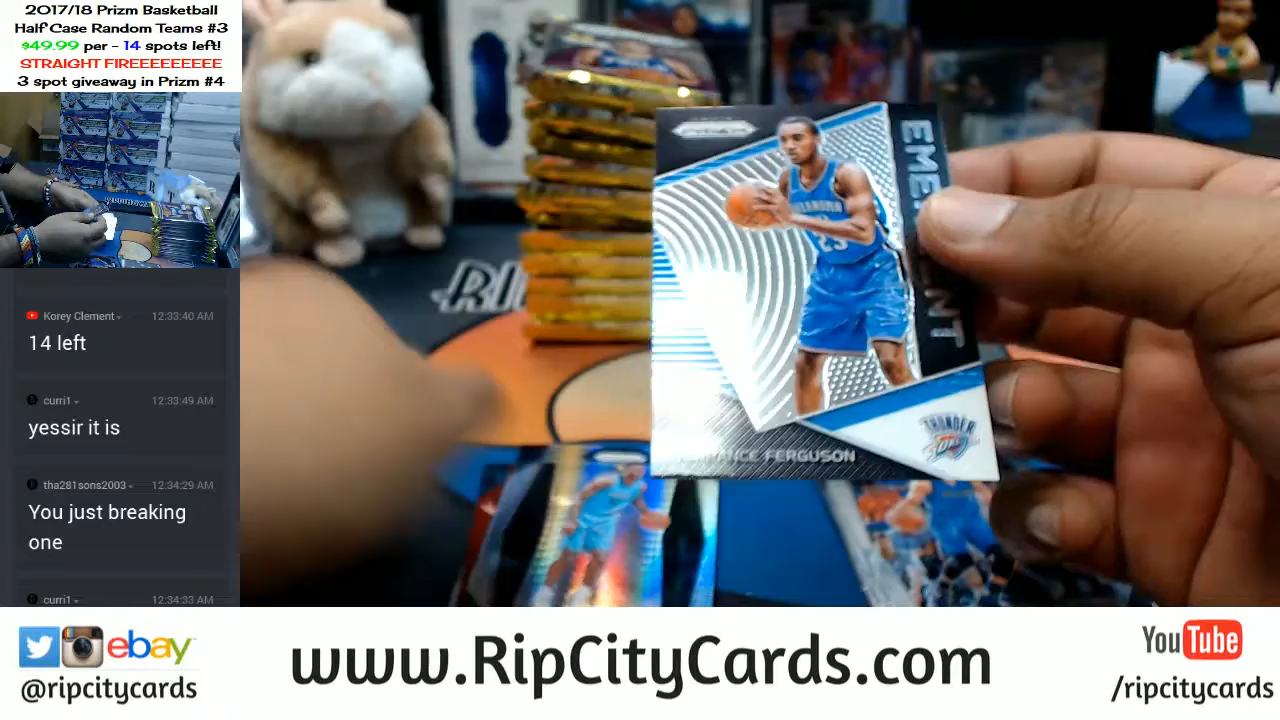 2017/18 Prizm Basketball
Half Case Random Teams #3
$49.99 per - 14 spots left!
STRAIGHT FIREEEEEEEEE
3 spot giveaway in Prizm #4
Korey Clement 12:33:40 AM
14 left
curri1 12:33:49 AM
yessir it is
tha281sons2003 12:34:29 AM
You just breaking
one
curri1 12:34:33 AM
PRIZM
23
THUNDER
FERGUSON
ebay
@ripcitycards
www.RipCityCards.com
YouTube
/ripcitycards